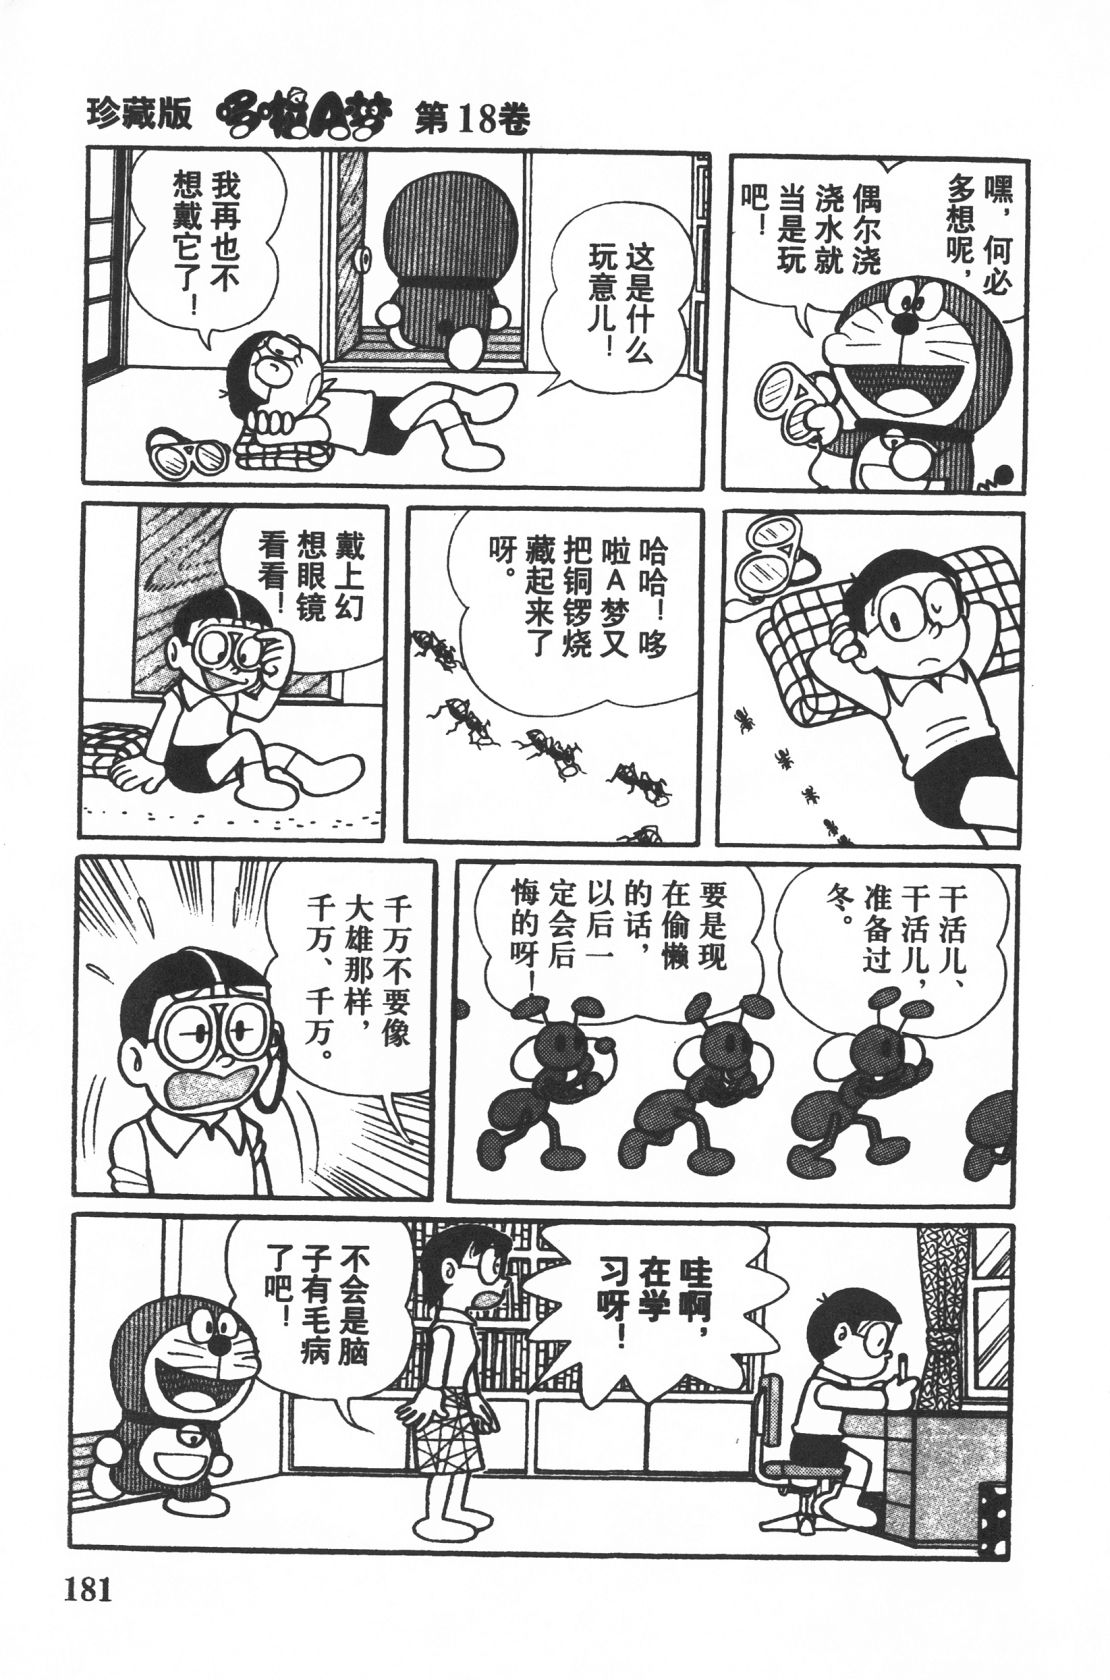 珍藏版 哆啦A梦 第18卷
嘿，何必
多想呢，
偶尔浇
浇水就
当是玩
吧！
这是什么
玩意儿！
我再也不
想戴它了！
哈哈！哆
啦A梦又
把铜锣烧
藏起来了
呀。
戴上幻
想眼镜
看看！
干活儿、
干活儿，
准备过
冬。
要是现
在偷懒
的话，
以后一
定会后
悔的呀！
千万不要像
大雄那样，
千万、千万。
哇啊，
在学
习呀！
不会是脑
子有毛病
了吧！
181